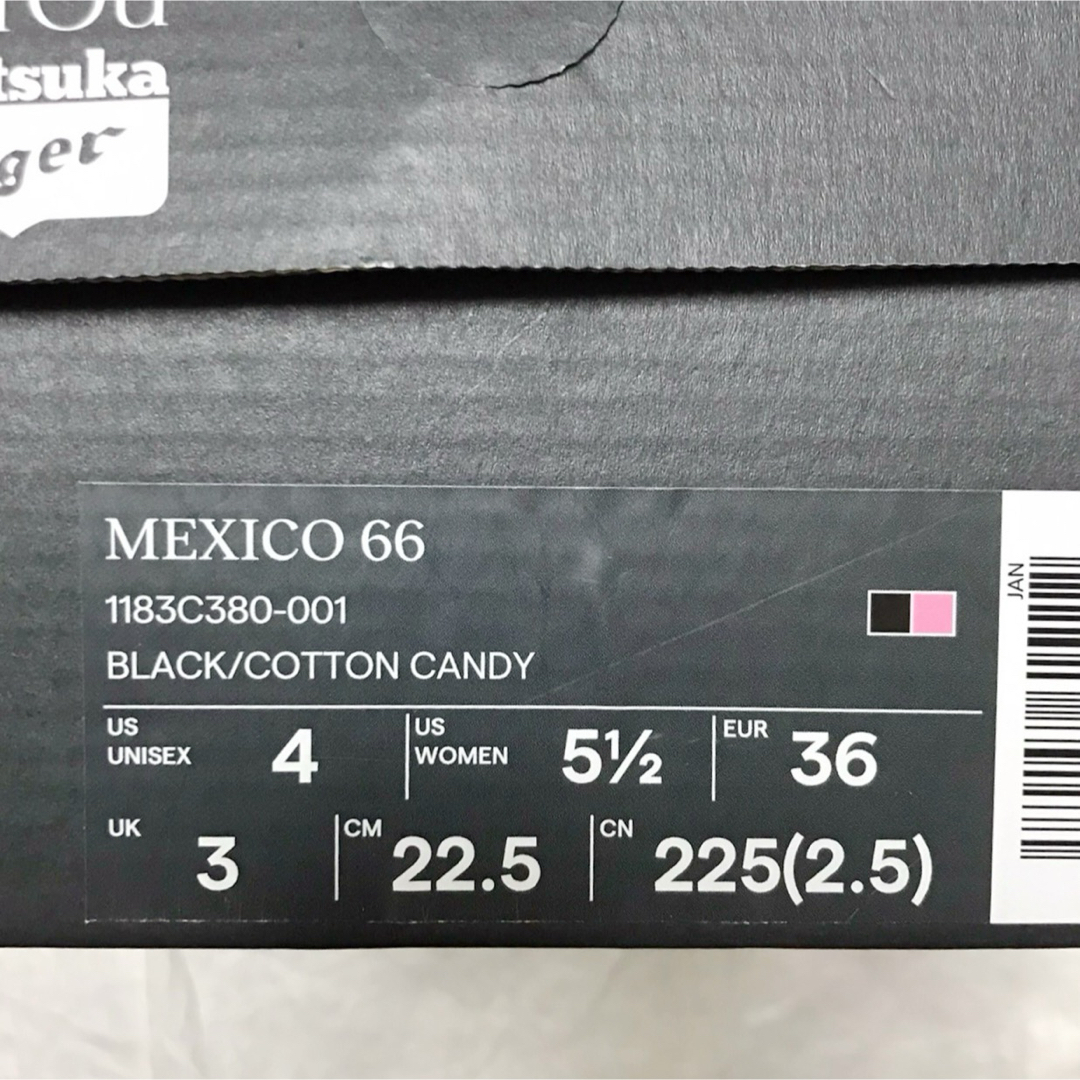 tsuka
ger
MEXICO 66
1183C380-001
BLACK/COTTON CANDY
US UNISEX 4 US WOMEN 5½ EUR 36
UK 3 CM 22.5 CN 225(2.5)
JAN